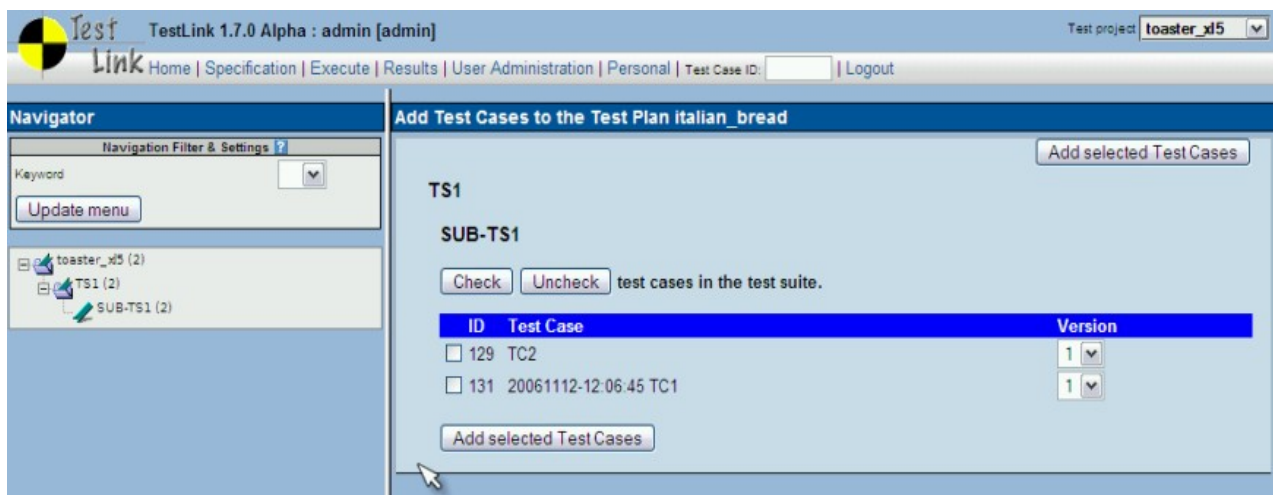 Test Link
TestLink 1.7.0 Alpha : admin [admin]
Test project toaster_xl5
Home | Specification | Execute | Results | User Administration | Personal | Test Case ID: | Logout
Navigator
Navigation Filter & Settings ?
Keyword
Update menu
toaster_xl5 (2)
TS1 (2)
SUB-TS1 (2)
Add Test Cases to the Test Plan italian_bread
Add selected Test Cases
TS1
SUB-TS1
Check Uncheck test cases in the test suite.
ID Test Case Version
129 TC2 1
131 20061112-12:06:45 TC1 1
Add selected Test Cases